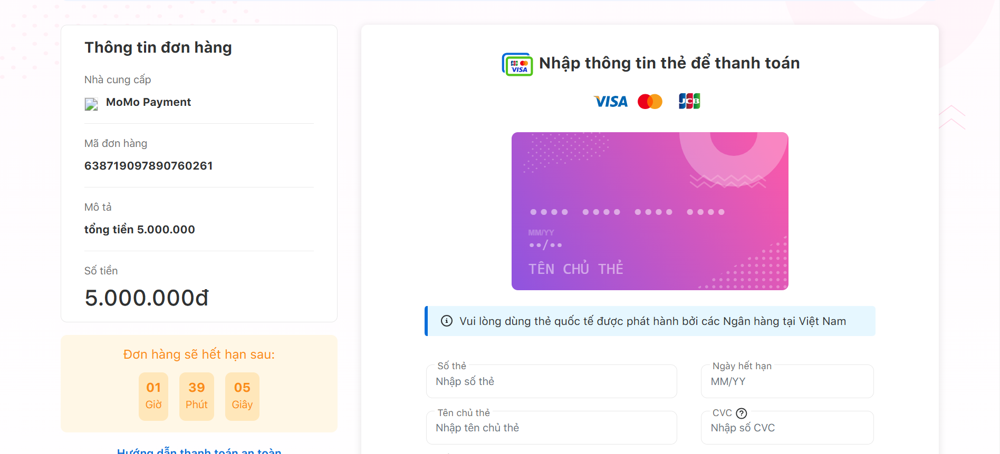 Thông tin đơn hàng
Nhà cung cấp
MoMo Payment
Mã đơn hàng
638719097890760261
Mô tả
tổng tiền 5.000.000
Số tiền
5.000.000đ
Đơn hàng sẽ hết hạn sau:
01 39 05
Giờ Phút Giây
Hướng dẫn thanh toán an toàn
JCB VISA
Nhập thông tin thẻ để thanh toán
VISA JCB
MM/YY
••/••
TÊN CHỦ THẺ
Vui lòng dùng thẻ quốc tế được phát hành bởi các Ngân hàng tại Việt Nam
Số thẻ
Nhập số thẻ
Ngày hết hạn
MM/YY
Tên chủ thẻ
Nhập tên chủ thẻ
CVC ?
Nhập số CVC